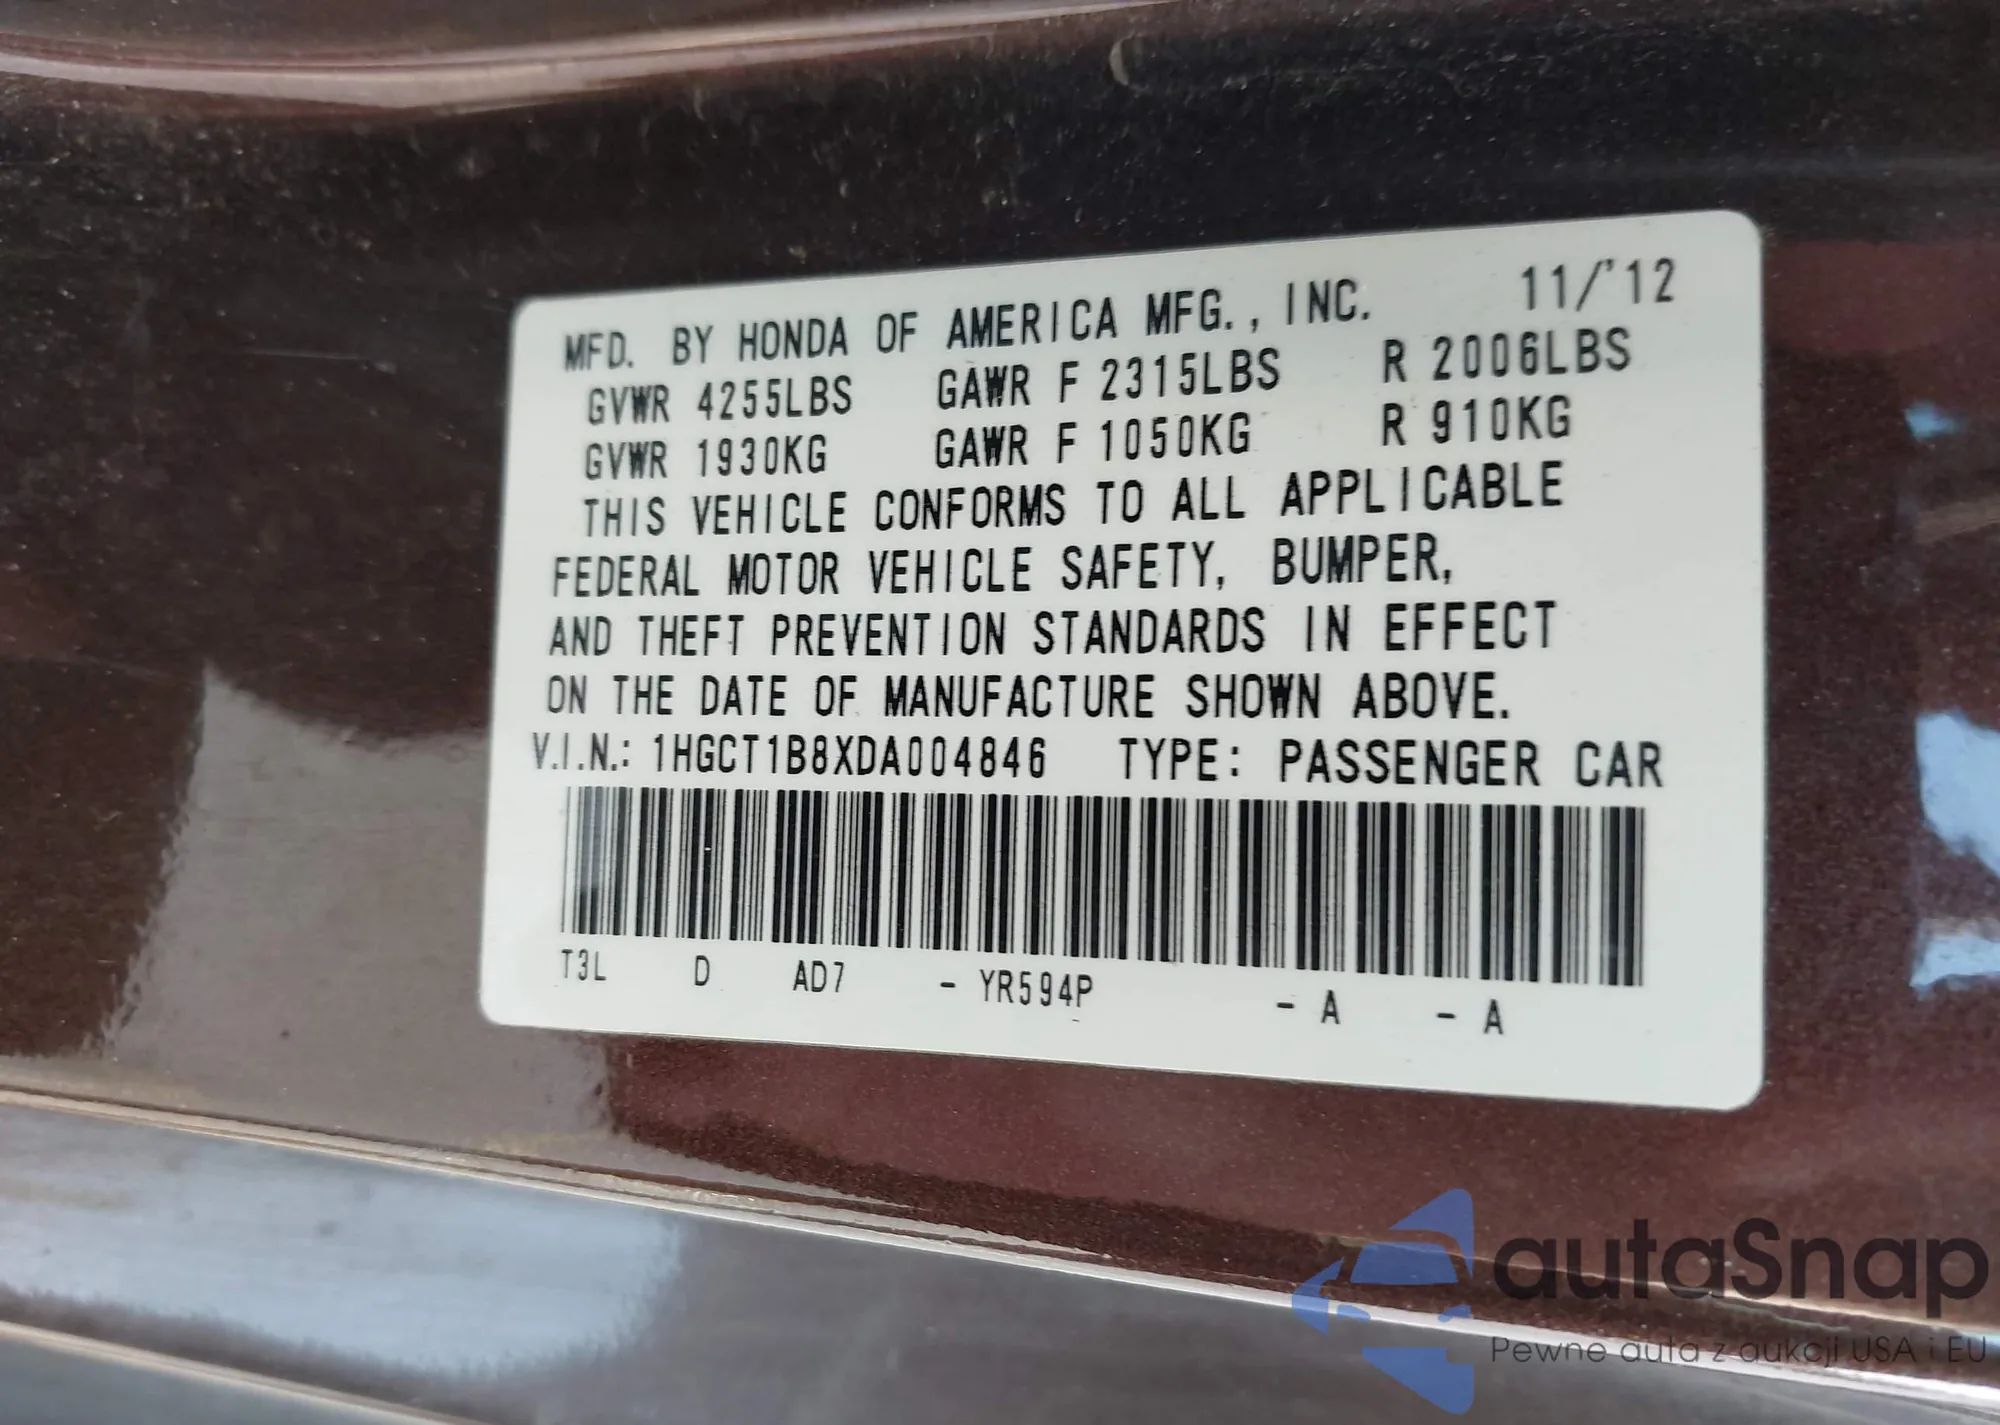 MFD. BY HONDA OF AMERICA MFG., INC. 11/'12
GVWR 4255LBS GAWR F 2315LBS R 2006LBS
GVWR 1930KG GAWR F 1050KG R 910KG
THIS VEHICLE CONFORMS TO ALL APPLICABLE
FEDERAL MOTOR VEHICLE SAFETY, BUMPER,
AND THEFT PREVENTION STANDARDS IN EFFECT
ON THE DATE OF MANUFACTURE SHOWN ABOVE.
V.I.N.: 1HGCT1B8XDA004846 TYPE: PASSENGER CAR
T3L D AD7 - YR594P - A - A
autaSnap
Pewne auta z aukcji USA i EU